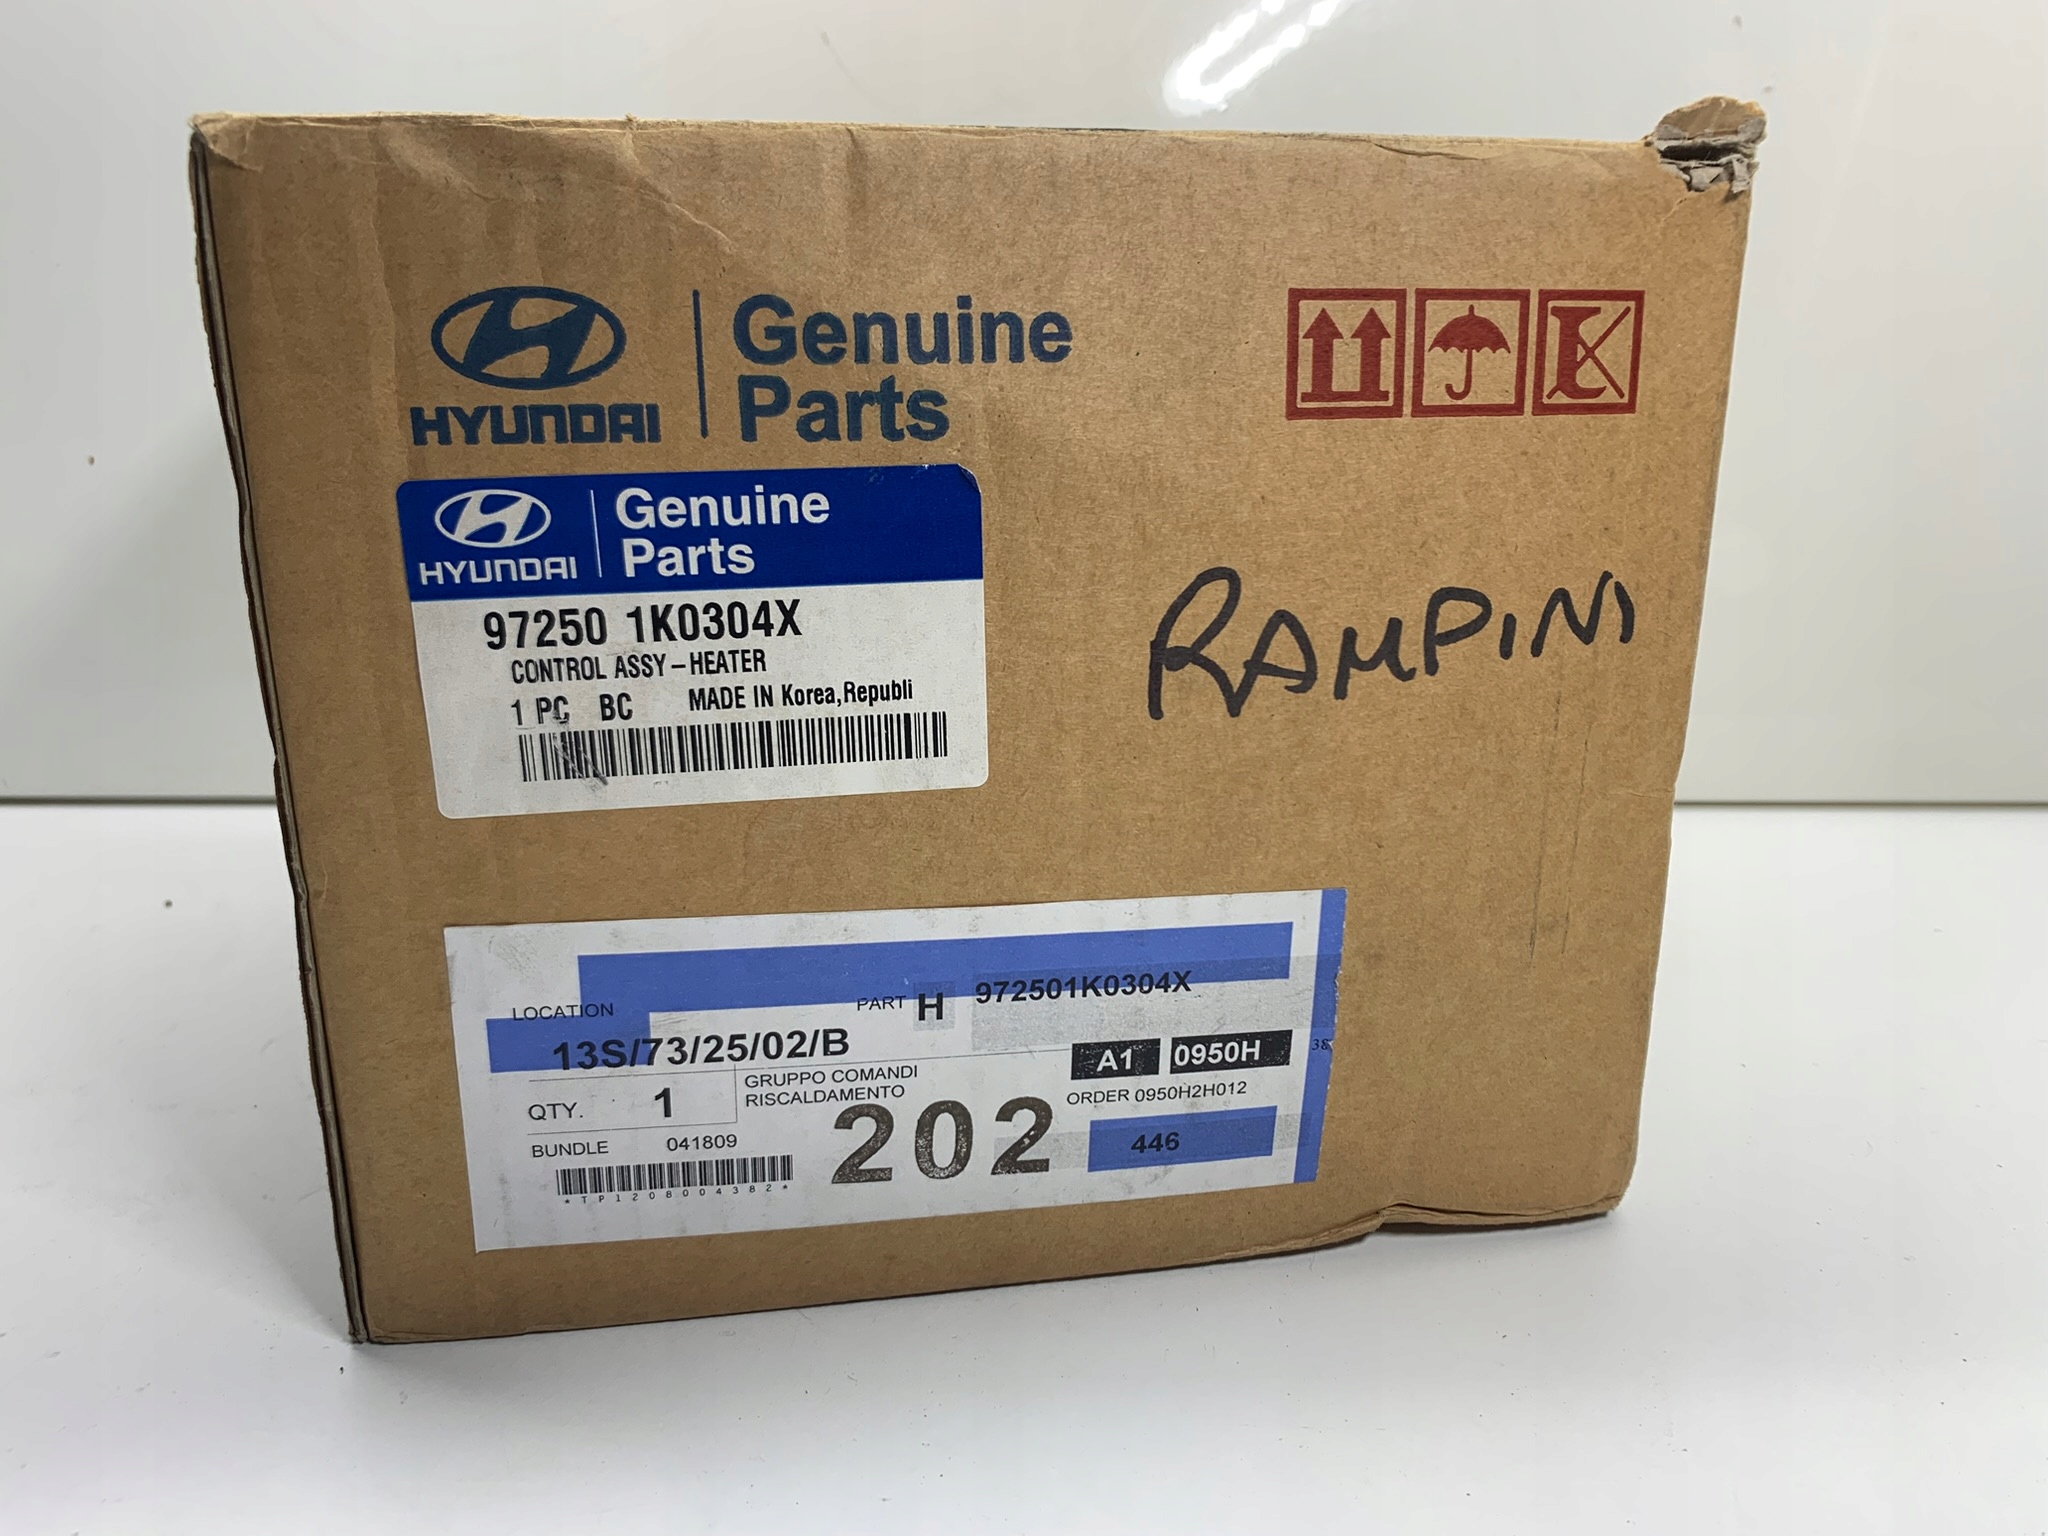 HYUNDAI
Genuine
Parts
HYUNDAI
Genuine
Parts
97250 1K0304X
CONTROL ASSY-HEATER
1 PC BC MADE IN Korea,Republi
RAMPINI
LOCATION
PART H 972501K0304X
13S/73/25/02/B
A1 0950H
38
QTY. 1
GRUPPO COMANDI
RISCALDAMENTO
ORDER 0950H2H012
BUNDLE 041809
202
446
*TP1208004382*